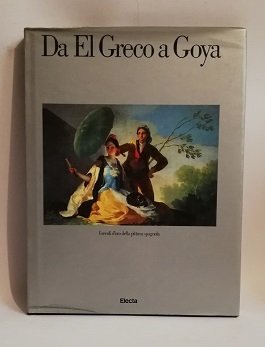 Da El Greco a Goya
I secoli d'oro della pittura spagnola
Electa